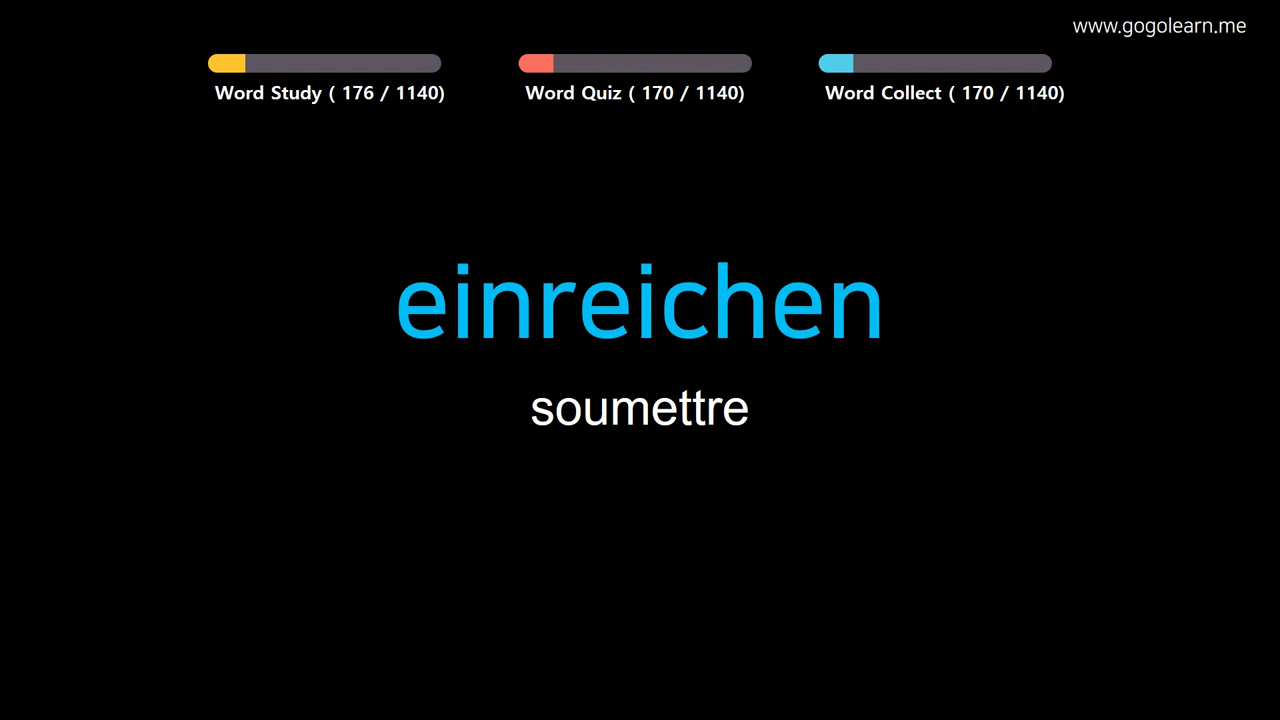 www.gogolearn.me
Word Study ( 176 / 1140)
Word Quiz ( 170 / 1140)
Word Collect ( 170 / 1140)
einreichen
soumettre